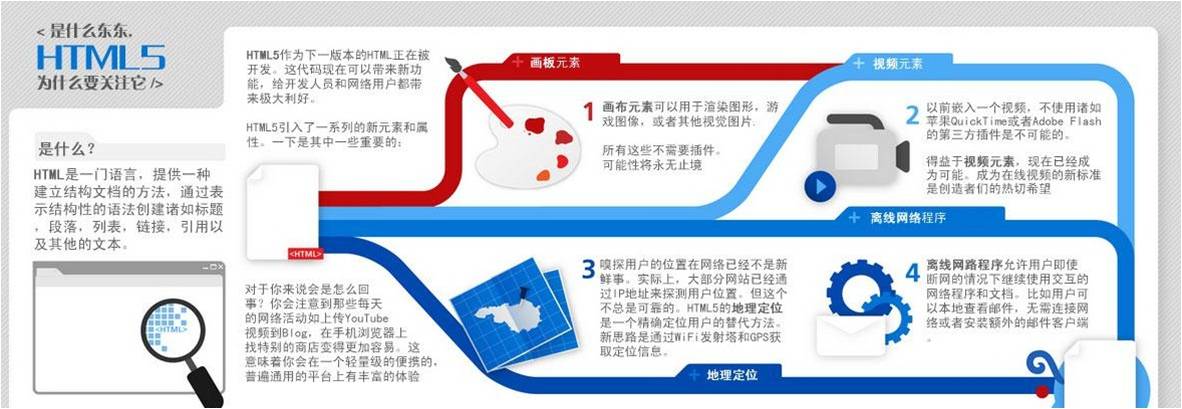 < 是什么东东.
HTML5
为什么要关注它 />
是什么？
HTML是一门语言，提供一种
建立结构文档的方法，通过表
示结构性的语法创建诸如标题
，段落，列表，链接，引用以
及其他的文本。
<HTML>
HTML5作为下一版本的HTML正在被
开发。这代码现在可以带来新功
能，给开发人员和网络用户都带
来极大利好。
HTML5引入了一系列的新元素和属
性。一下是其中一些重要的：
<HTML>
对于你来说会是怎么回
事？你会注意到那些每天
的网络活动如上传YouTube
视频到Blog，在手机浏览器上
找特别的商店变得更加容易。这
意味着你会在一个轻量级的便携的，
普遍通用的平台上有丰富的体验
+ 画板元素
1 画布元素可以用于渲染图形，游
戏图像，或者其他视觉图片.
所有这些不需要插件。
可能性将永无止境
+ 视频元素
2 以前嵌入一个视频，不使用诸如
苹果QuickTime或者Adobe Flash
的第三方插件是不可能的。
得益于视频元素，现在已经成
为可能。成为在线视频的新标准
是创造者们的热切希望
+ 离线网络程序
3 嗅探用户的位置在网络已经不是新
鲜事。实际上，大部分网站已经通
过IP地址来探测用户位置。但这个
不总是可靠的。HTML5的地理定位
是一个精确定位用户的替代方法。
新思路是通过WiFi发射塔和GPS获
取定位信息。
+ 地理定位
4 离线网路程序允许用户即使
断网的情况下继续使用交互的
网络程序和文档。比如用户可
以本地查看邮件，无需连接网
络或者安装额外的邮件客户端
。